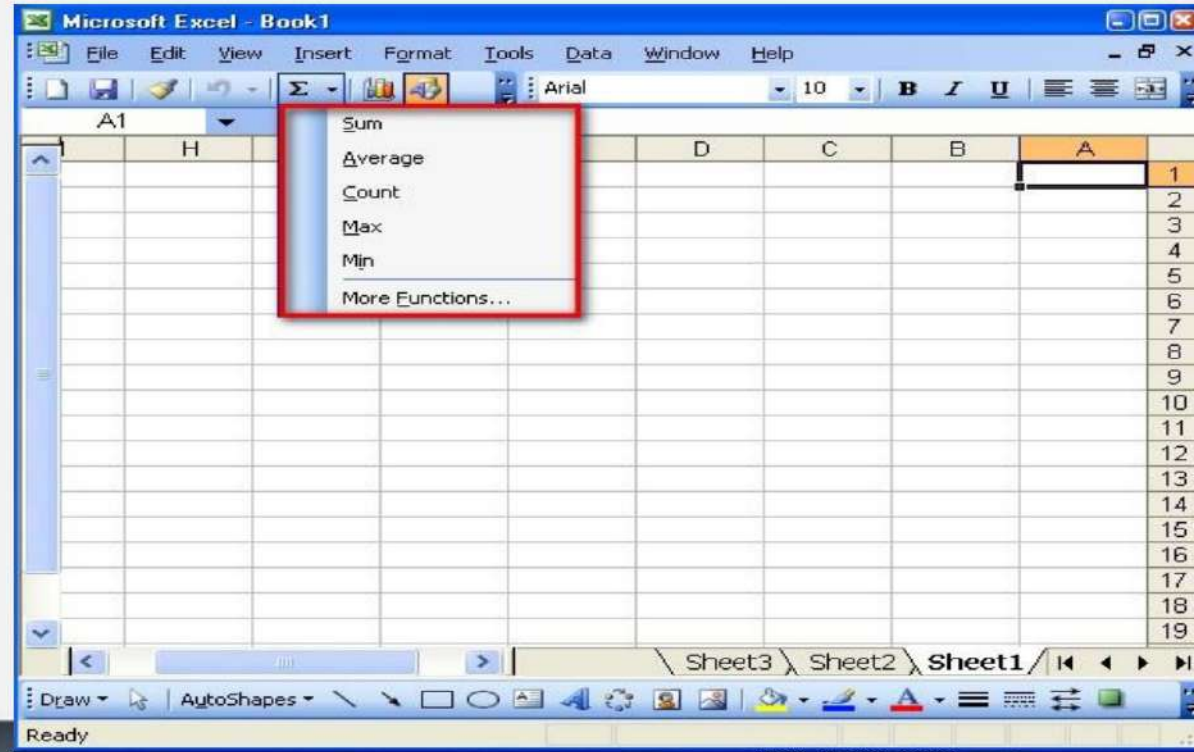 Microsoft Excel - Book1
File Edit View Insert Format Tools Data Window Help
Σ Arial 10 B I U
A1
H D C B A
Sum
Average
Count
Max
Min
More Functions...
1
2
3
4
5
6
7
8
9
10
11
12
13
14
15
16
17
18
19
Sheet3 Sheet2 Sheet1
Draw AutoShapes A
Ready